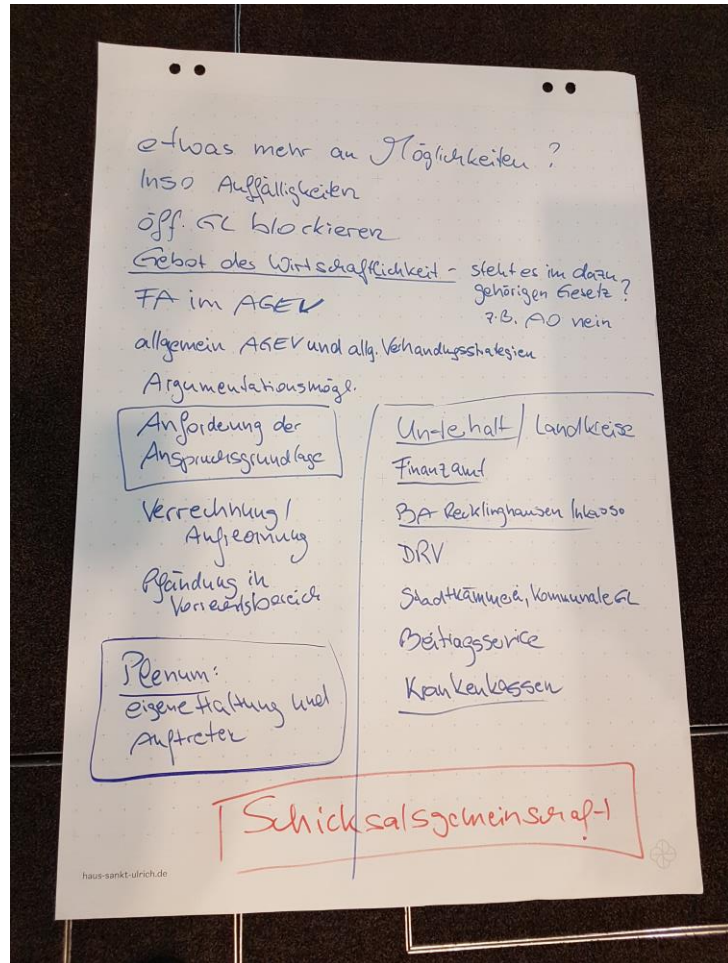 etwas mehr an Möglichkeiten ?
InsO Auffälligkeiten
öff. GL blockieren
Gebot des Wirtschaftlichkeit - steht es im dazu
gehörigen Gesetz ?
z.B. AO nein
FA im AGEV
allgemein AGEV und allg. Verhandlungsstrategien
Argumentationsmögl.
Anforderung der
Anspruchsgrundlage
Verrechnung /
Aufrechnung
Pfändung in
Plenum:
eigene Haltung und
Auftreten
Unterhalt / Landkreise
Finanzamt
BA Recklinghausen Inkasso
DRV
Stadtkämmerei, Kommunale GL
Beitragsservice
Krankenkassen
Schicksalsgemeinschaft
haus-sankt-ulrich.de